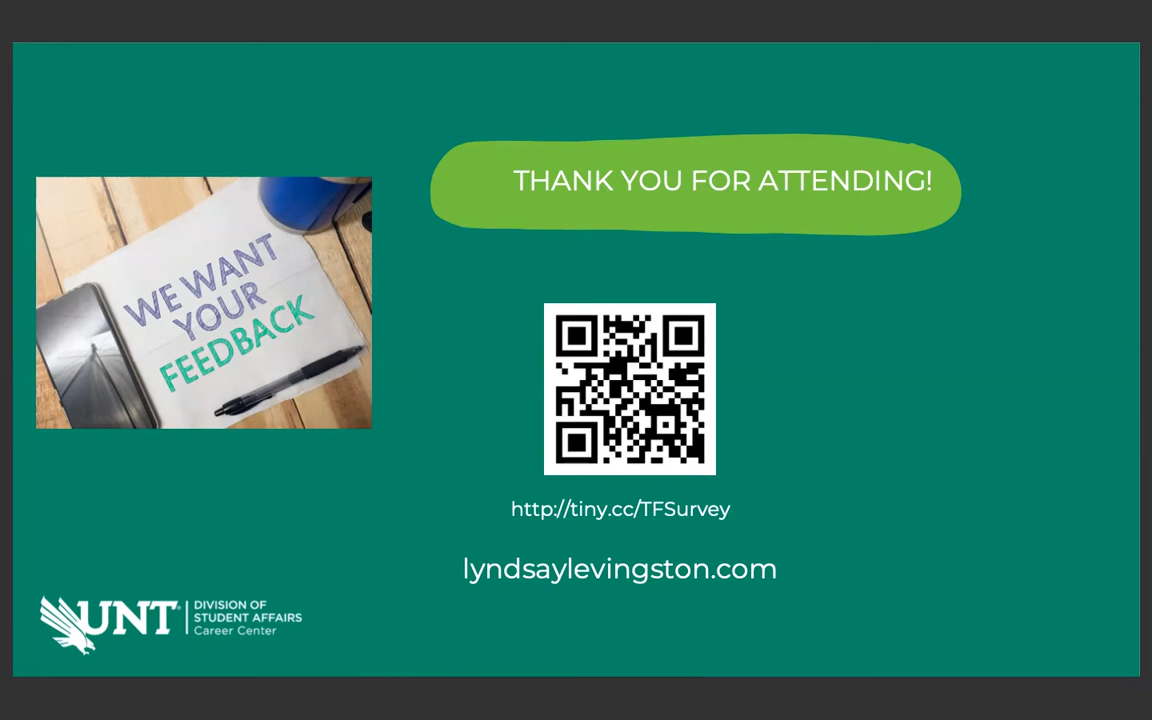 THANK YOU FOR ATTENDING!
WE WANT
YOUR
FEEDBACK
http://tiny.cc/TFSurvey
lyndsaylevingston.com
UNT
DIVISION OF
STUDENT AFFAIRS
Career Center